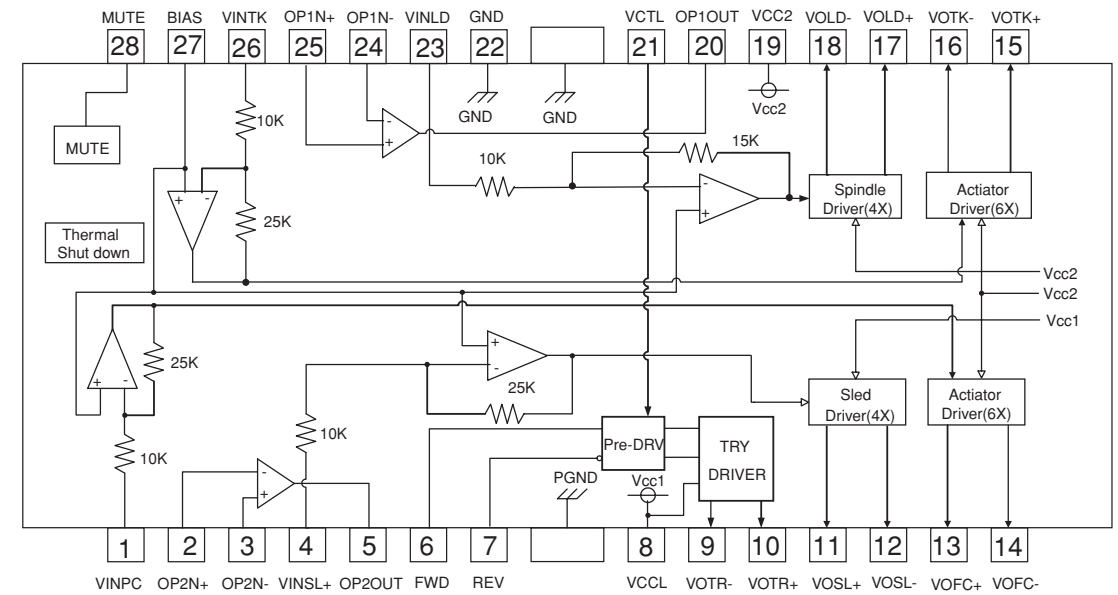 MUTE BIAS VINTK OP1N+ OP1N- VINLD GND VCTL OP1OUT VCC2 VOLD- VOLD+ VOTK- VOTK+
28 27 26 25 24 23 22 21 20 19 18 17 16 15
GND GND Vcc2
10K
MUTE
-
+
15K
10K
+ -
-
+
Spindle
Driver(4X)
Actiator
Driver(6X)
25K
Thermal
Shut down
Vcc2
Vcc2
Vcc1
+
-
25K
+ -
25K
Sled
Driver(4X)
Actiator
Driver(6X)
10K
10K
Pre-DRV
TRY
DRIVER
-
+
PGND
Vcc1
1 2 3 4 5 6 7 8 9 10 11 12 13 14
VINPC OP2N+ OP2N- VINSL+ OP2OUT FWD REV VCCL VOTR- VOTR+ VOSL+ VOSL- VOFC+ VOFC-